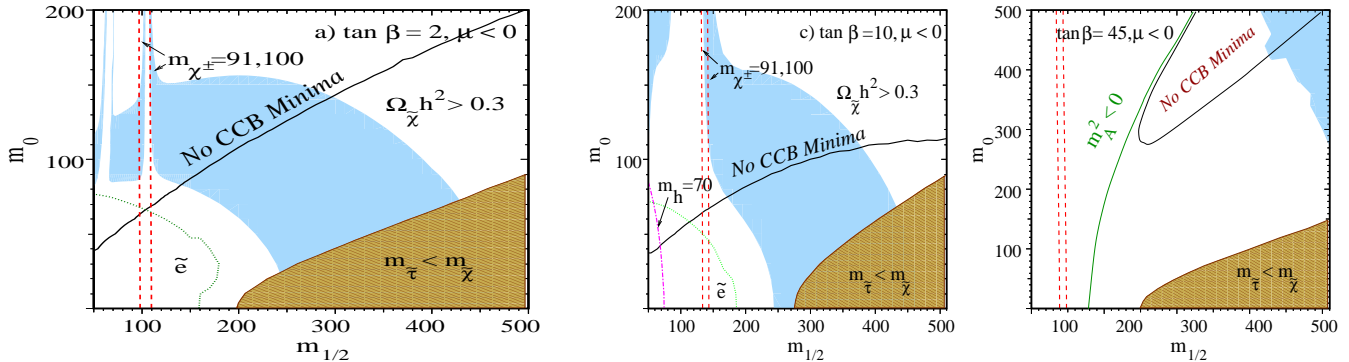 200
100
0
m_0
a) tan β = 2, μ < 0
m_χ± =91,100
No CCB Minima
Ω_χ̃ h² > 0.3
ẽ
m_τ̃ < m_χ̃
100 200 300 400 500
m_1/2
200
100
0
m_0
c) tan β=10, μ < 0
m_χ± =91,100
Ω_χ̃ h² > 0.3
No CCB Minima
m_h=70
ẽ
m_τ̃ < m_χ̃
100 200 300 400 500
m_1/2
500
400
300
200
100
0
m_0
tan β= 45, μ < 0
No CCB Minima
m_A² < 0
m_τ̃ < m_χ̃
100 200 300 400 500
m_1/2